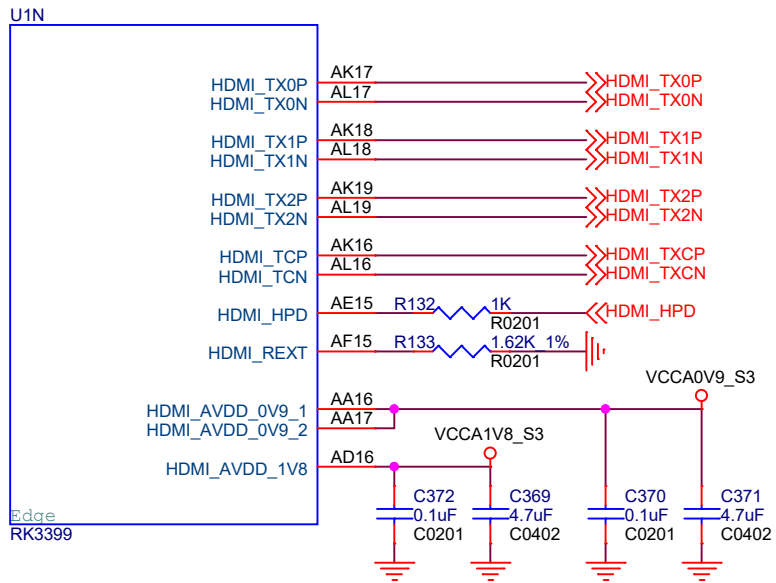 U1N
HDMI_TX0P AK17 HDMI_TX0P
HDMI_TX0N AL17 HDMI_TX0N
HDMI_TX1P AK18 HDMI_TX1P
HDMI_TX1N AL18 HDMI_TX1N
HDMI_TX2P AK19 HDMI_TX2P
HDMI_TX2N AL19 HDMI_TX2N
HDMI_TCP AK16 HDMI_TXCP
HDMI_TCN AL16 HDMI_TXCN
HDMI_HPD AE15 R132 1K HDMI_HPD
R0201
HDMI_REXT AF15 R133 1.62K_1%
R0201
VCCA0V9_S3
HDMI_AVDD_0V9_1 AA16
HDMI_AVDD_0V9_2 AA17
VCCA1V8_S3
HDMI_AVDD_1V8 AD16
C372 C369 C370 C371
0.1uF 4.7uF 0.1uF 4.7uF
C0201 C0402 C0201 C0402
Edge
RK3399